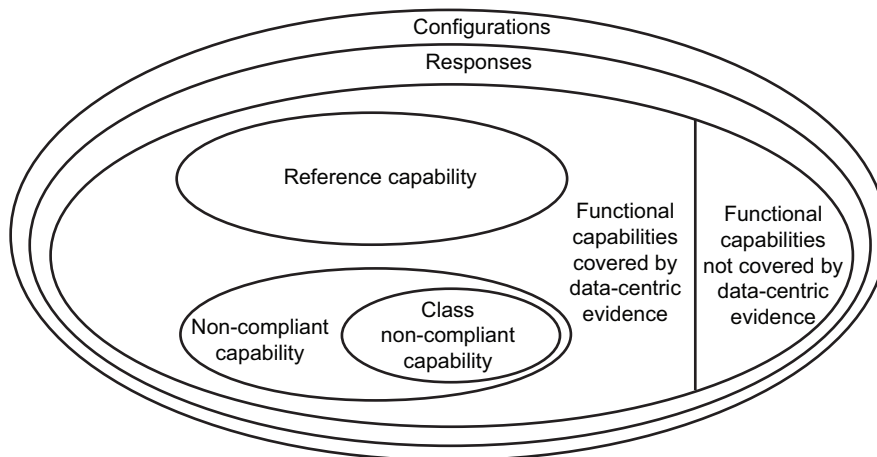 Configurations
Responses
Reference capability
Functional
capabilities
covered by
data-centric
evidence
Functional
capabilities
not covered by
data-centric
evidence
Non-compliant
capability
Class
non-compliant
capability